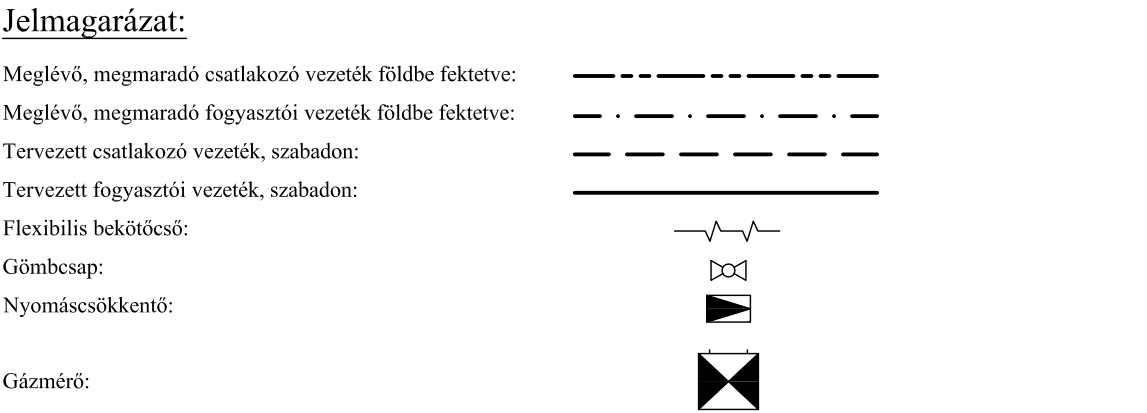 Jelmagarázat:
Meglévő, megmaradó csatlakozó vezeték földbe fektetve:
Meglévő, megmaradó fogyasztói vezeték földbe fektetve:
Tervezett csatlakozó vezeték, szabadon:
Tervezett fogyasztói vezeték, szabadon:
Flexibilis bekötőcső:
Gömbcsap:
Nyomáscsökkentő:
Gázmérő: